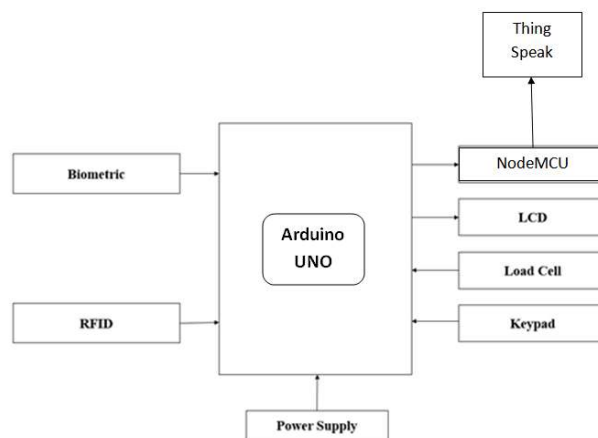 Thing
Speak
NodeMCU
Biometric
LCD
Arduino
UNO
Load Cell
RFID
Keypad
Power Supply